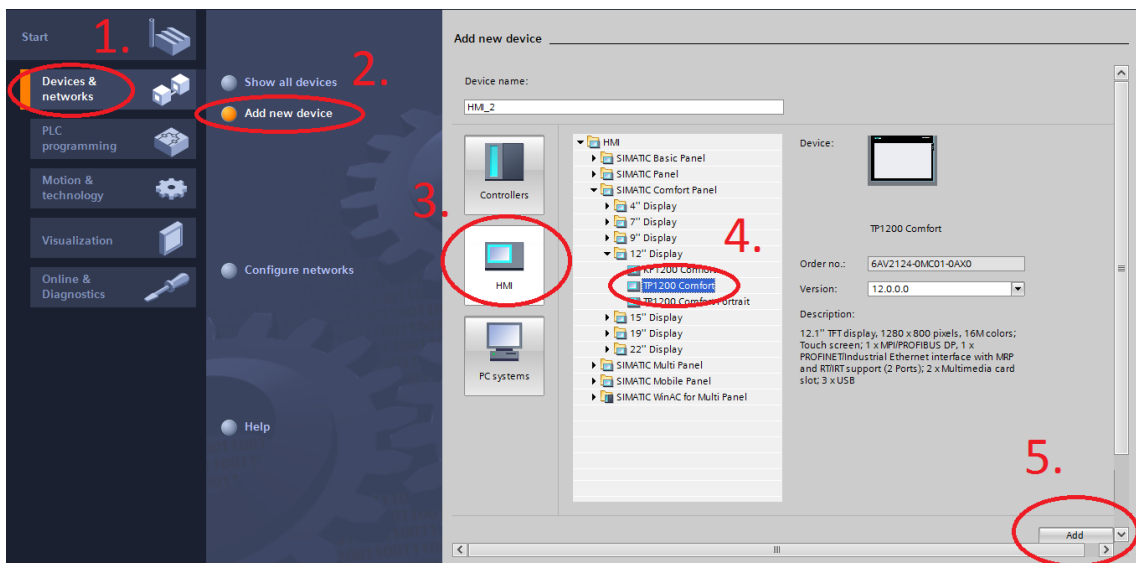 Start
1.
Devices &
networks
PLC
programming
Motion &
technology
Visualization
Online &
Diagnostics
2.
Show all devices
Add new device
Configure networks
Help
Add new device
Device name:
HMI_2
3.
Controllers
HMI
PC systems
HMI
SIMATIC Basic Panel
SIMATIC Panel
SIMATIC Comfort Panel
4'' Display
7'' Display
9'' Display
12'' Display
KP1200 Comfort
TP1200 Comfort
TP1200 Comfort Portrait
15'' Display
19'' Display
22'' Display
SIMATIC Multi Panel
SIMATIC Mobile Panel
SIMATIC WinAC for Multi Panel
4.
Device:
TP1200 Comfort
Order no.: 6AV2124-0MC01-0AX0
Version: 12.0.0.0
Description:
12.1'' TFT display, 1280 x 800 pixels, 16M colors;
Touch screen; 1 x MPI/PROFIBUS DP, 1 x
PROFINET/Industrial Ethernet interface with MRP
and RT/IRT support (2 Ports); 2 x Multimedia card
slot; 3 x USB
5.
Add